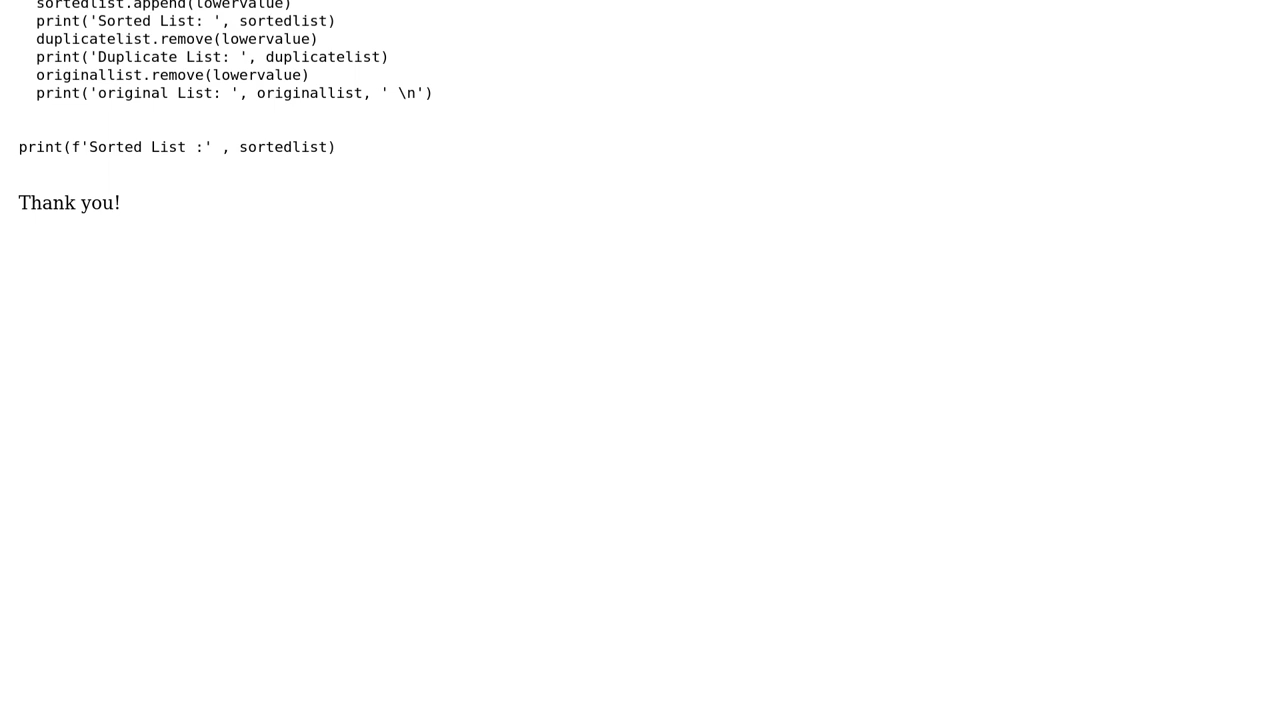 sortedlist.append(lowervalue)
print('Sorted List: ', sortedlist)
duplicatelist.remove(lowervalue)
print('Duplicate List: ', duplicatelist)
originallist.remove(lowervalue)
print('original List: ', originallist, ' \n')
print(f'Sorted List :' , sortedlist)
Thank you!